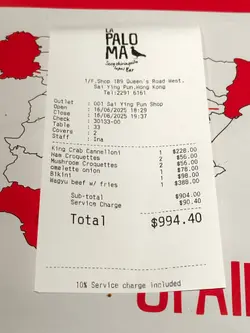 LA
PALO
MA
1/F,Shop 189 Queen's Road West,
Sai Ying Pun,Hong Kong
Tel:2291 6161
Outlet : 001 Sai Ying Pun Shop
Open : 16/06/2025 18:29
Close : 16/06/2025 19:37
Check : 30133-00
Table : 33
Covers : 2
Staff : Ina
King Crab Cannelloni 1 $228.00
Ham Croquettes 2 $56.00
Mushroom Croquettes 2 $56.00
omelette onion 1 $78.00
Bikini 1 $98.00
Wagyu beef w/ fries 1 $388.00
Sub-total $904.00
Service Charge $90.40
Total $994.40
10% Service charge included